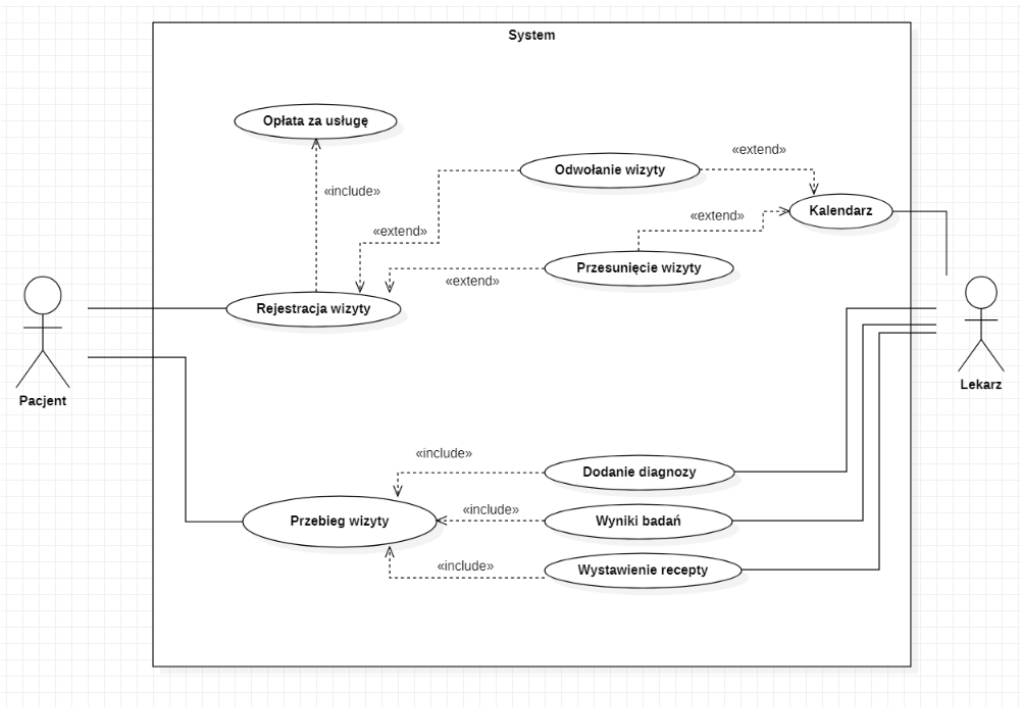 System
Opłata za usługę
«extend»
Odwołanie wizyty
«include»
Kalendarz
«extend»
«extend»
Przesunięcie wizyty
«extend»
Rejestracja wizyty
Pacjent
Lekarz
«include»
Dodanie diagnozy
«include»
Przebieg wizyty
Wyniki badań
«include»
Wystawienie recepty